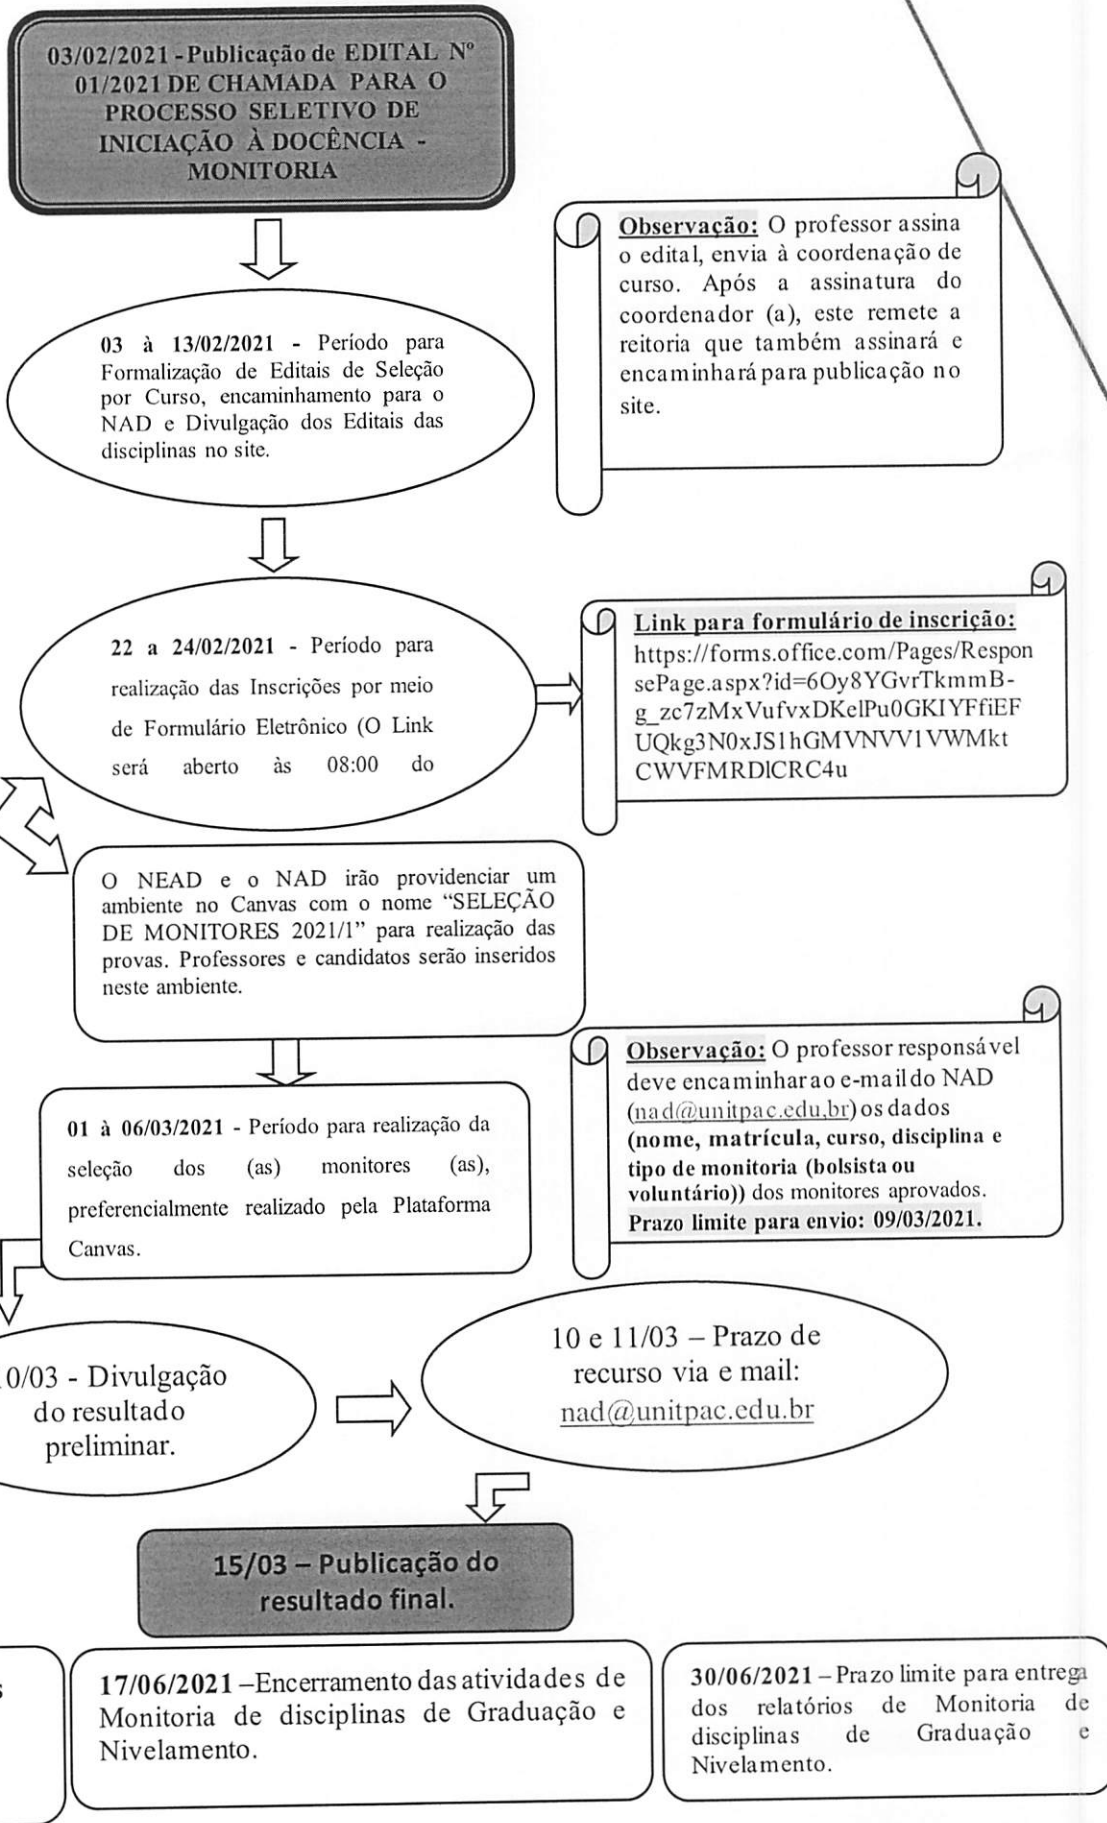 03/02/2021 - Publicação de EDITAL Nº
01/2021 DE CHAMADA PARA O
PROCESSO SELETIVO DE
INICIAÇÃO À DOCÊNCIA -
MONITORIA
Observação: O professor assina
o edital, envia à coordenação de
curso. Após a assinatura do
coordenador (a), este remete a
reitoria que também assinará e
encaminhará para publicação no
site.
03 à 13/02/2021 - Período para
Formalização de Editais de Seleção
por Curso, encaminhamento para o
NAD e Divulgação dos Editais das
disciplinas no site.
22 a 24/02/2021 - Período para
realização das Inscrições por meio
de Formulário Eletrônico (O Link
será aberto às 08:00 do
Link para formulário de inscrição:
https://forms.office.com/Pages/Respon
sePage.aspx?id=6Oy8YGvrTkmmB-
g_zc7zMxVufvxDKelPu0GKIYFfiEF
UQkg3N0xJS1hGMVNVV1VWMkt
CWVFMRDlCRC4u
O NEAD e o NAD irão providenciar um
ambiente no Canvas com o nome “SELEÇÃO
DE MONITORES 2021/1” para realização das
provas. Professores e candidatos serão inseridos
neste ambiente.
Observação: O professor responsável
deve encaminhar ao e-mail do NAD
(nad@unitpac.edu.br) os dados
(nome, matrícula, curso, disciplina e
tipo de monitoria (bolsista ou
voluntário)) dos monitores aprovados.
Prazo limite para envio: 09/03/2021.
01 à 06/03/2021 - Período para realização da
seleção dos (as) monitores (as),
preferencialmente realizado pela Plataforma
Canvas.
0/03 - Divulgação
do resultado
preliminar.
10 e 11/03 – Prazo de
recurso via e mail:
nad@unitpac.edu.br
15/03 – Publicação do
resultado final.
s
17/06/2021 –Encerramento das atividades de
Monitoria de disciplinas de Graduação e
Nivelamento.
30/06/2021 – Prazo limite para entrega
dos relatórios de Monitoria de
disciplinas de Graduação e
Nivelamento.